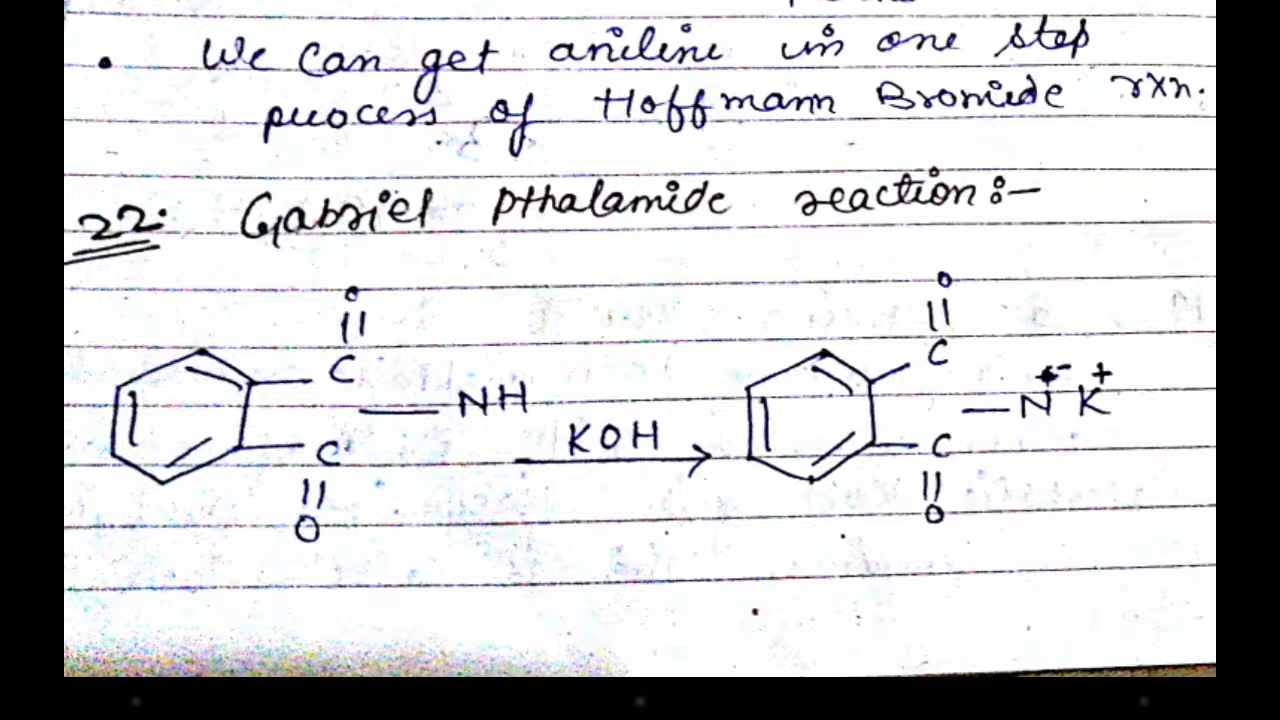 • We can get aniline in one step
process of Hoffmann Bromide rxn.
22. Gabriel pthalamide reaction:-
O O
|| ||
C C
NH N⁻ K⁺
KOH
C C
|| ||
O O